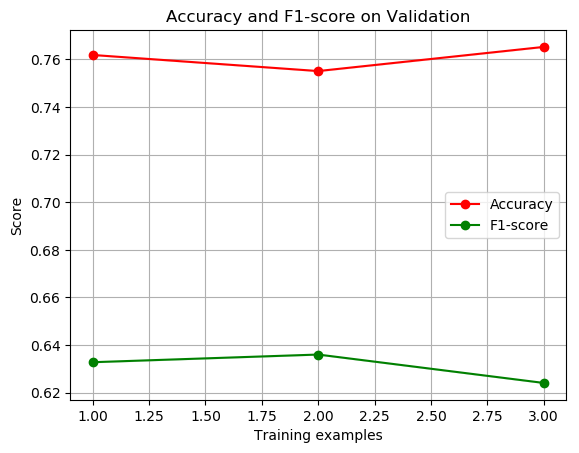 Accuracy and F1-score on Validation
0.76
0.74
0.72
0.70
0.68
0.66
0.64
0.62
Score
Accuracy
F1-score
1.00 1.25 1.50 1.75 2.00 2.25 2.50 2.75 3.00
Training examples